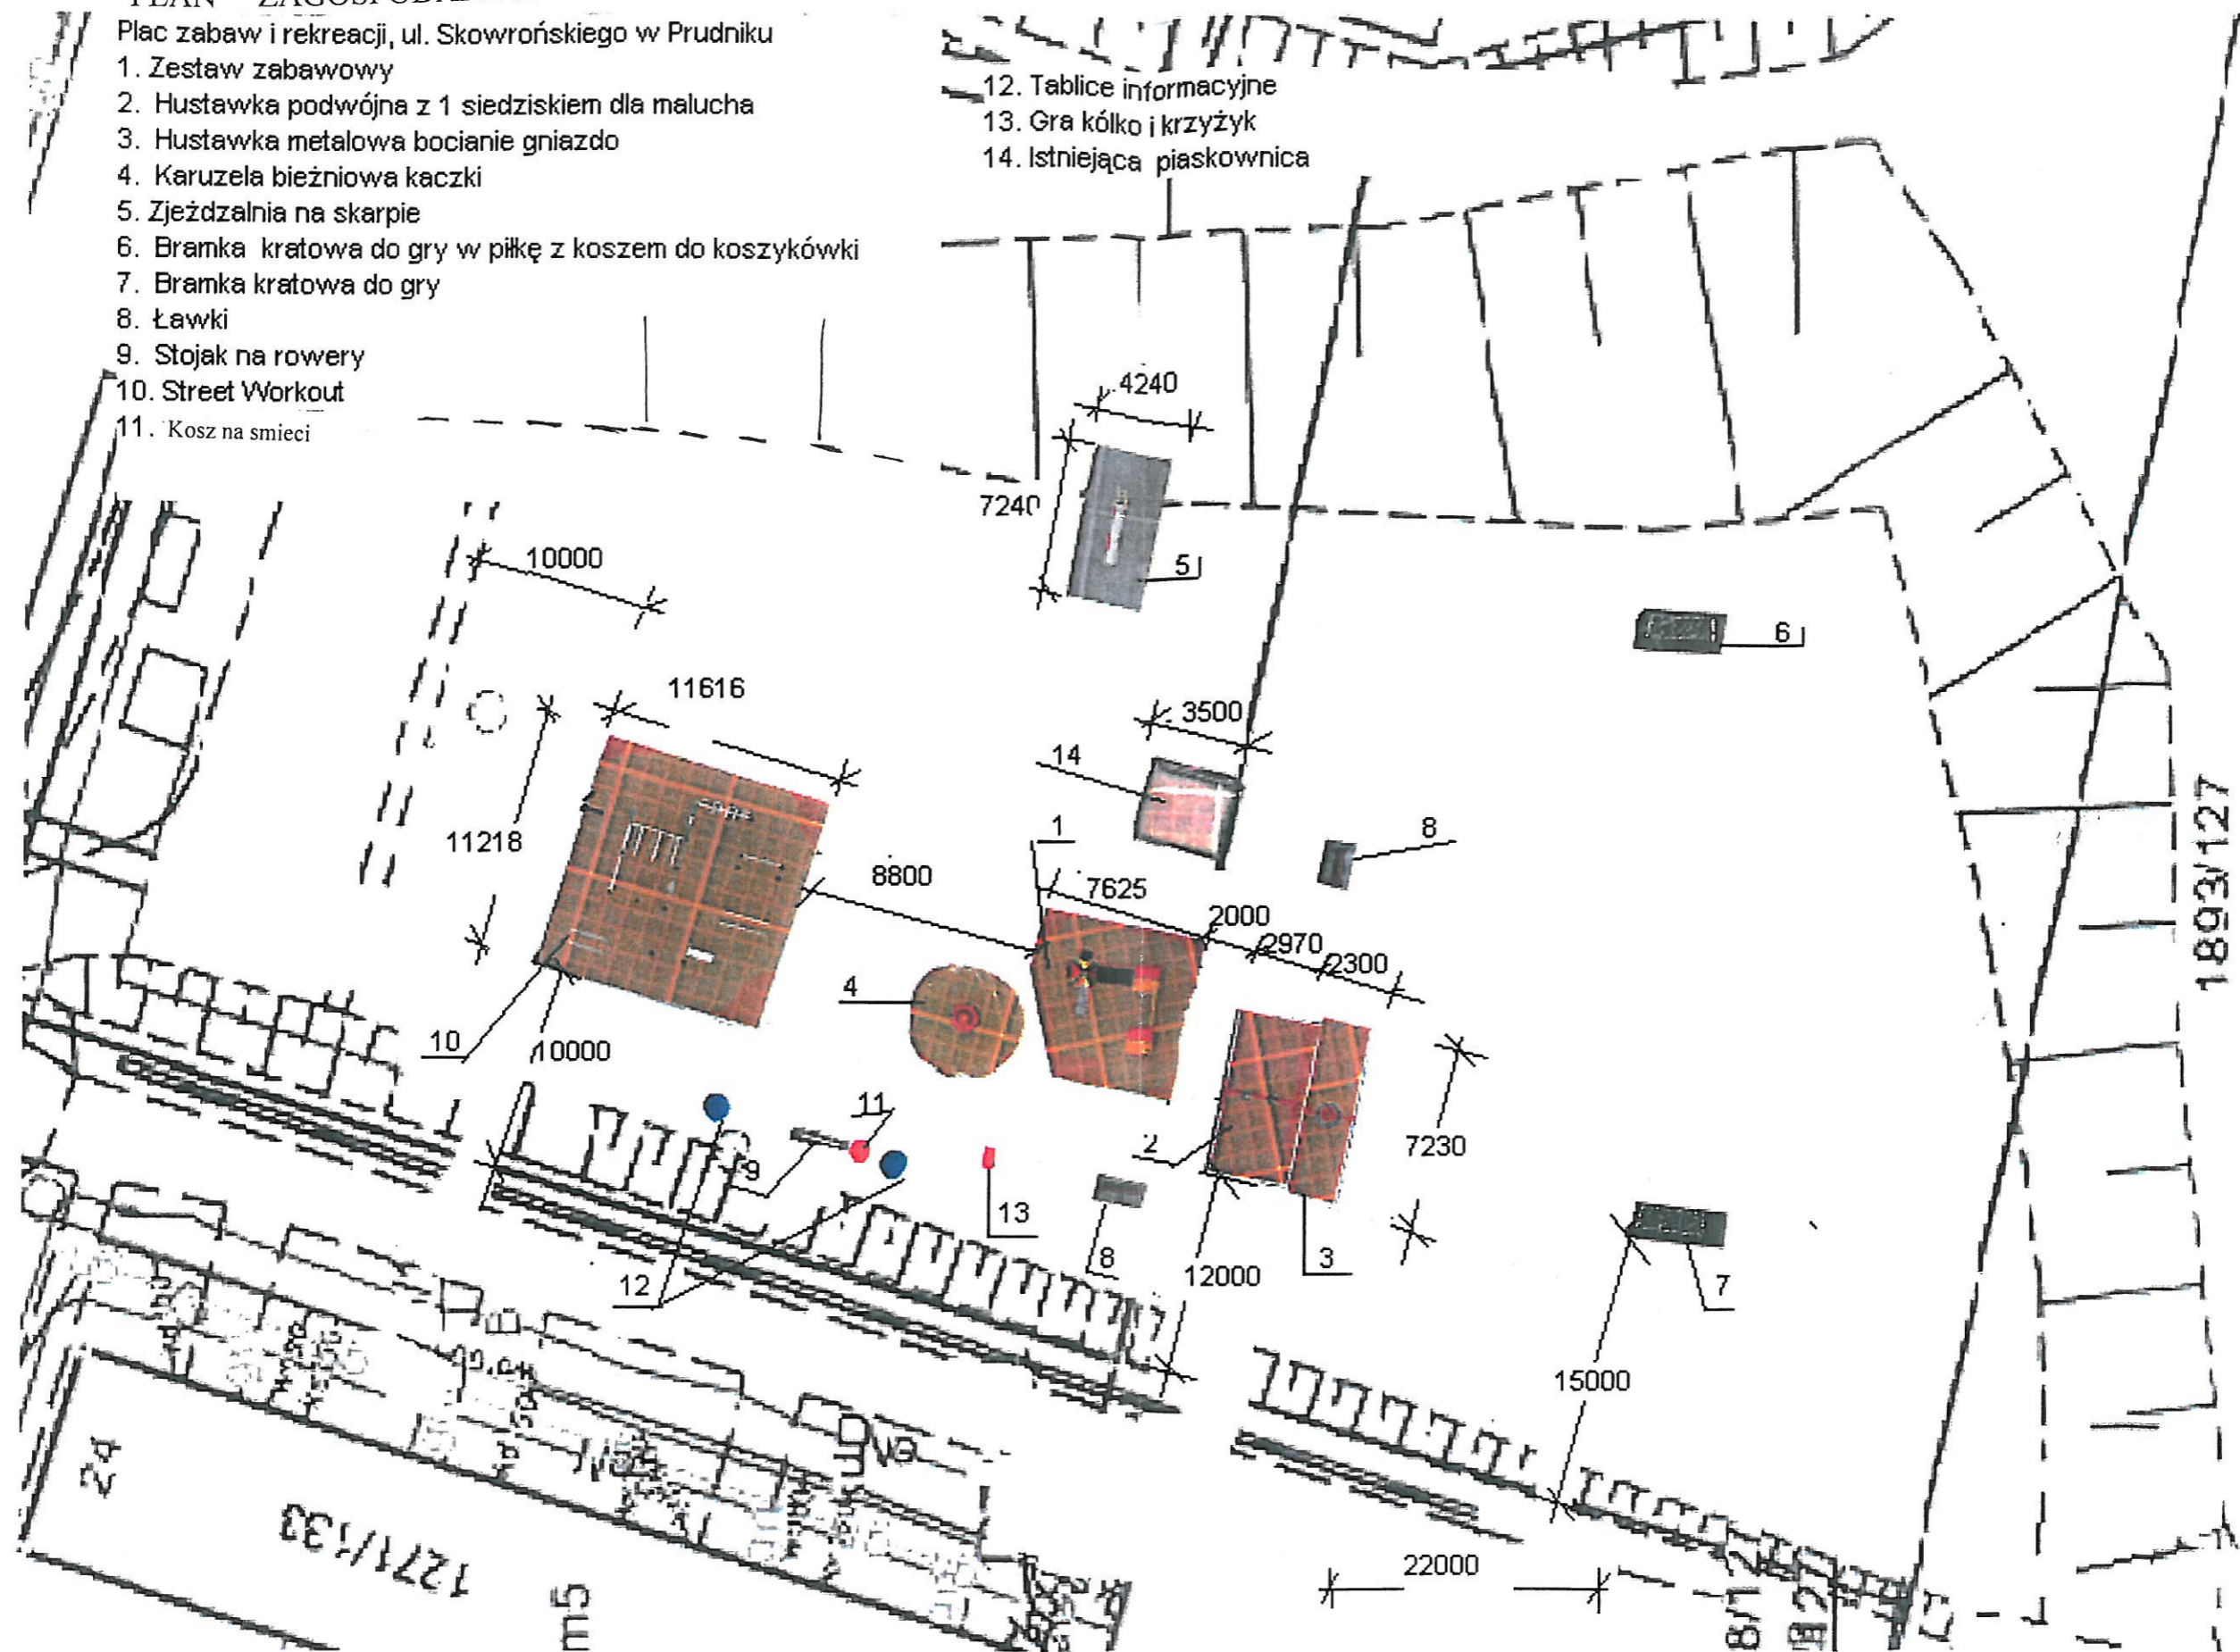 PLAN
Plac zabaw i rekreacji, ul. Skowrońskiego w Prudniku
1. Zestaw zabawowy
2. Hustawka podwójna z 1 siedziskiem dla malucha
3. Hustawka metalowa bocianie gniazdo
4. Karuzela bieżniowa kaczki
5. Zjeżdzalnia na skarpie
6. Bramka kratowa do gry w piłkę z koszem do koszykówki
7. Bramka kratowa do gry
8. Ławki
9. Stojak na rowery
10. Street Workout
11. Kosz na smieci
12. Tablice informacyjne
13. Gra kólko i krzyżyk
14. Istniejąca piaskownica
4240
7240
10000
5
6
11616
3500
14
1
8
11218
8800
7625
2000
2970
2300
4
10
10000
11
2
7230
9
13
8
12000
3
12
7
15000
22000
1893/127
24
1271/133
m5